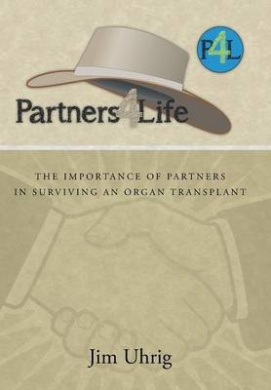 P4L
Partners4Life
THE IMPORTANCE OF PARTNERS
IN SURVIVING AN ORGAN TRANSPLANT
Jim Uhrig